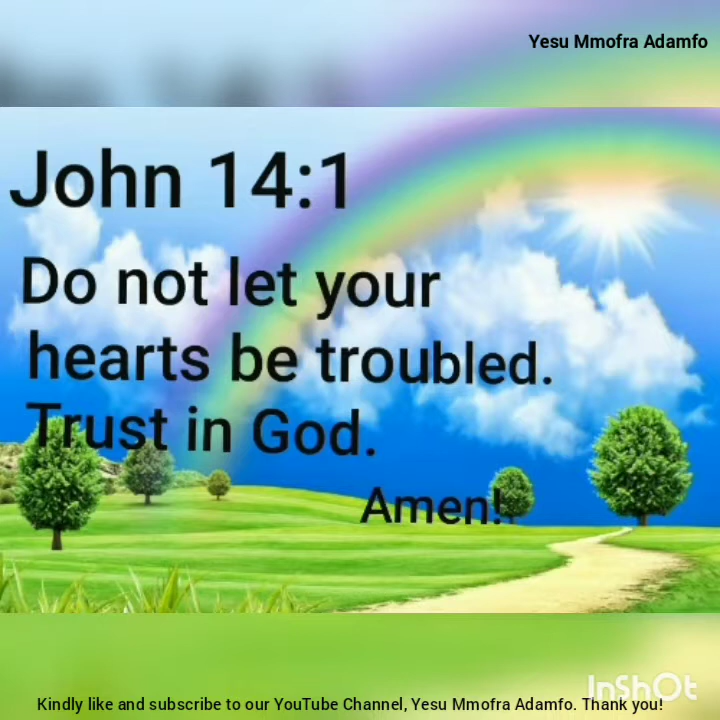 Yesu Mmofra Adamfo
John 14:1
Do not let your
hearts be troubled.
Trust in God.
Amen!
InShOt
Kindly like and subscribe to our YouTube Channel, Yesu Mmofra Adamfo. Thank you!